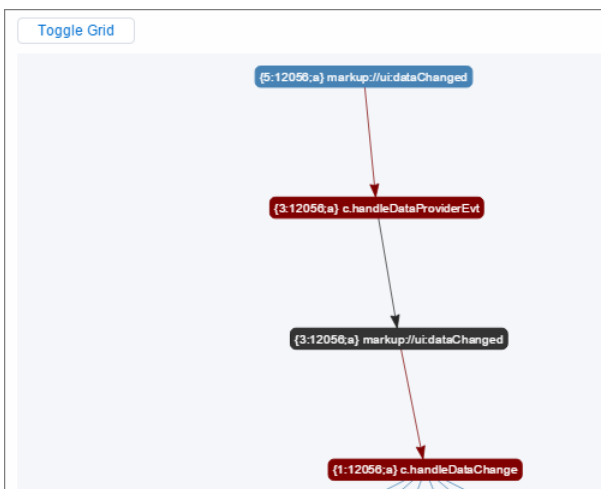 Toggle Grid
{5:12056;a} markup://ui:dataChanged
{3:12056;a} c.handleDataProviderEvt
{3:12056;a} markup://ui:dataChanged
{1:12056;a} c.handleDataChange